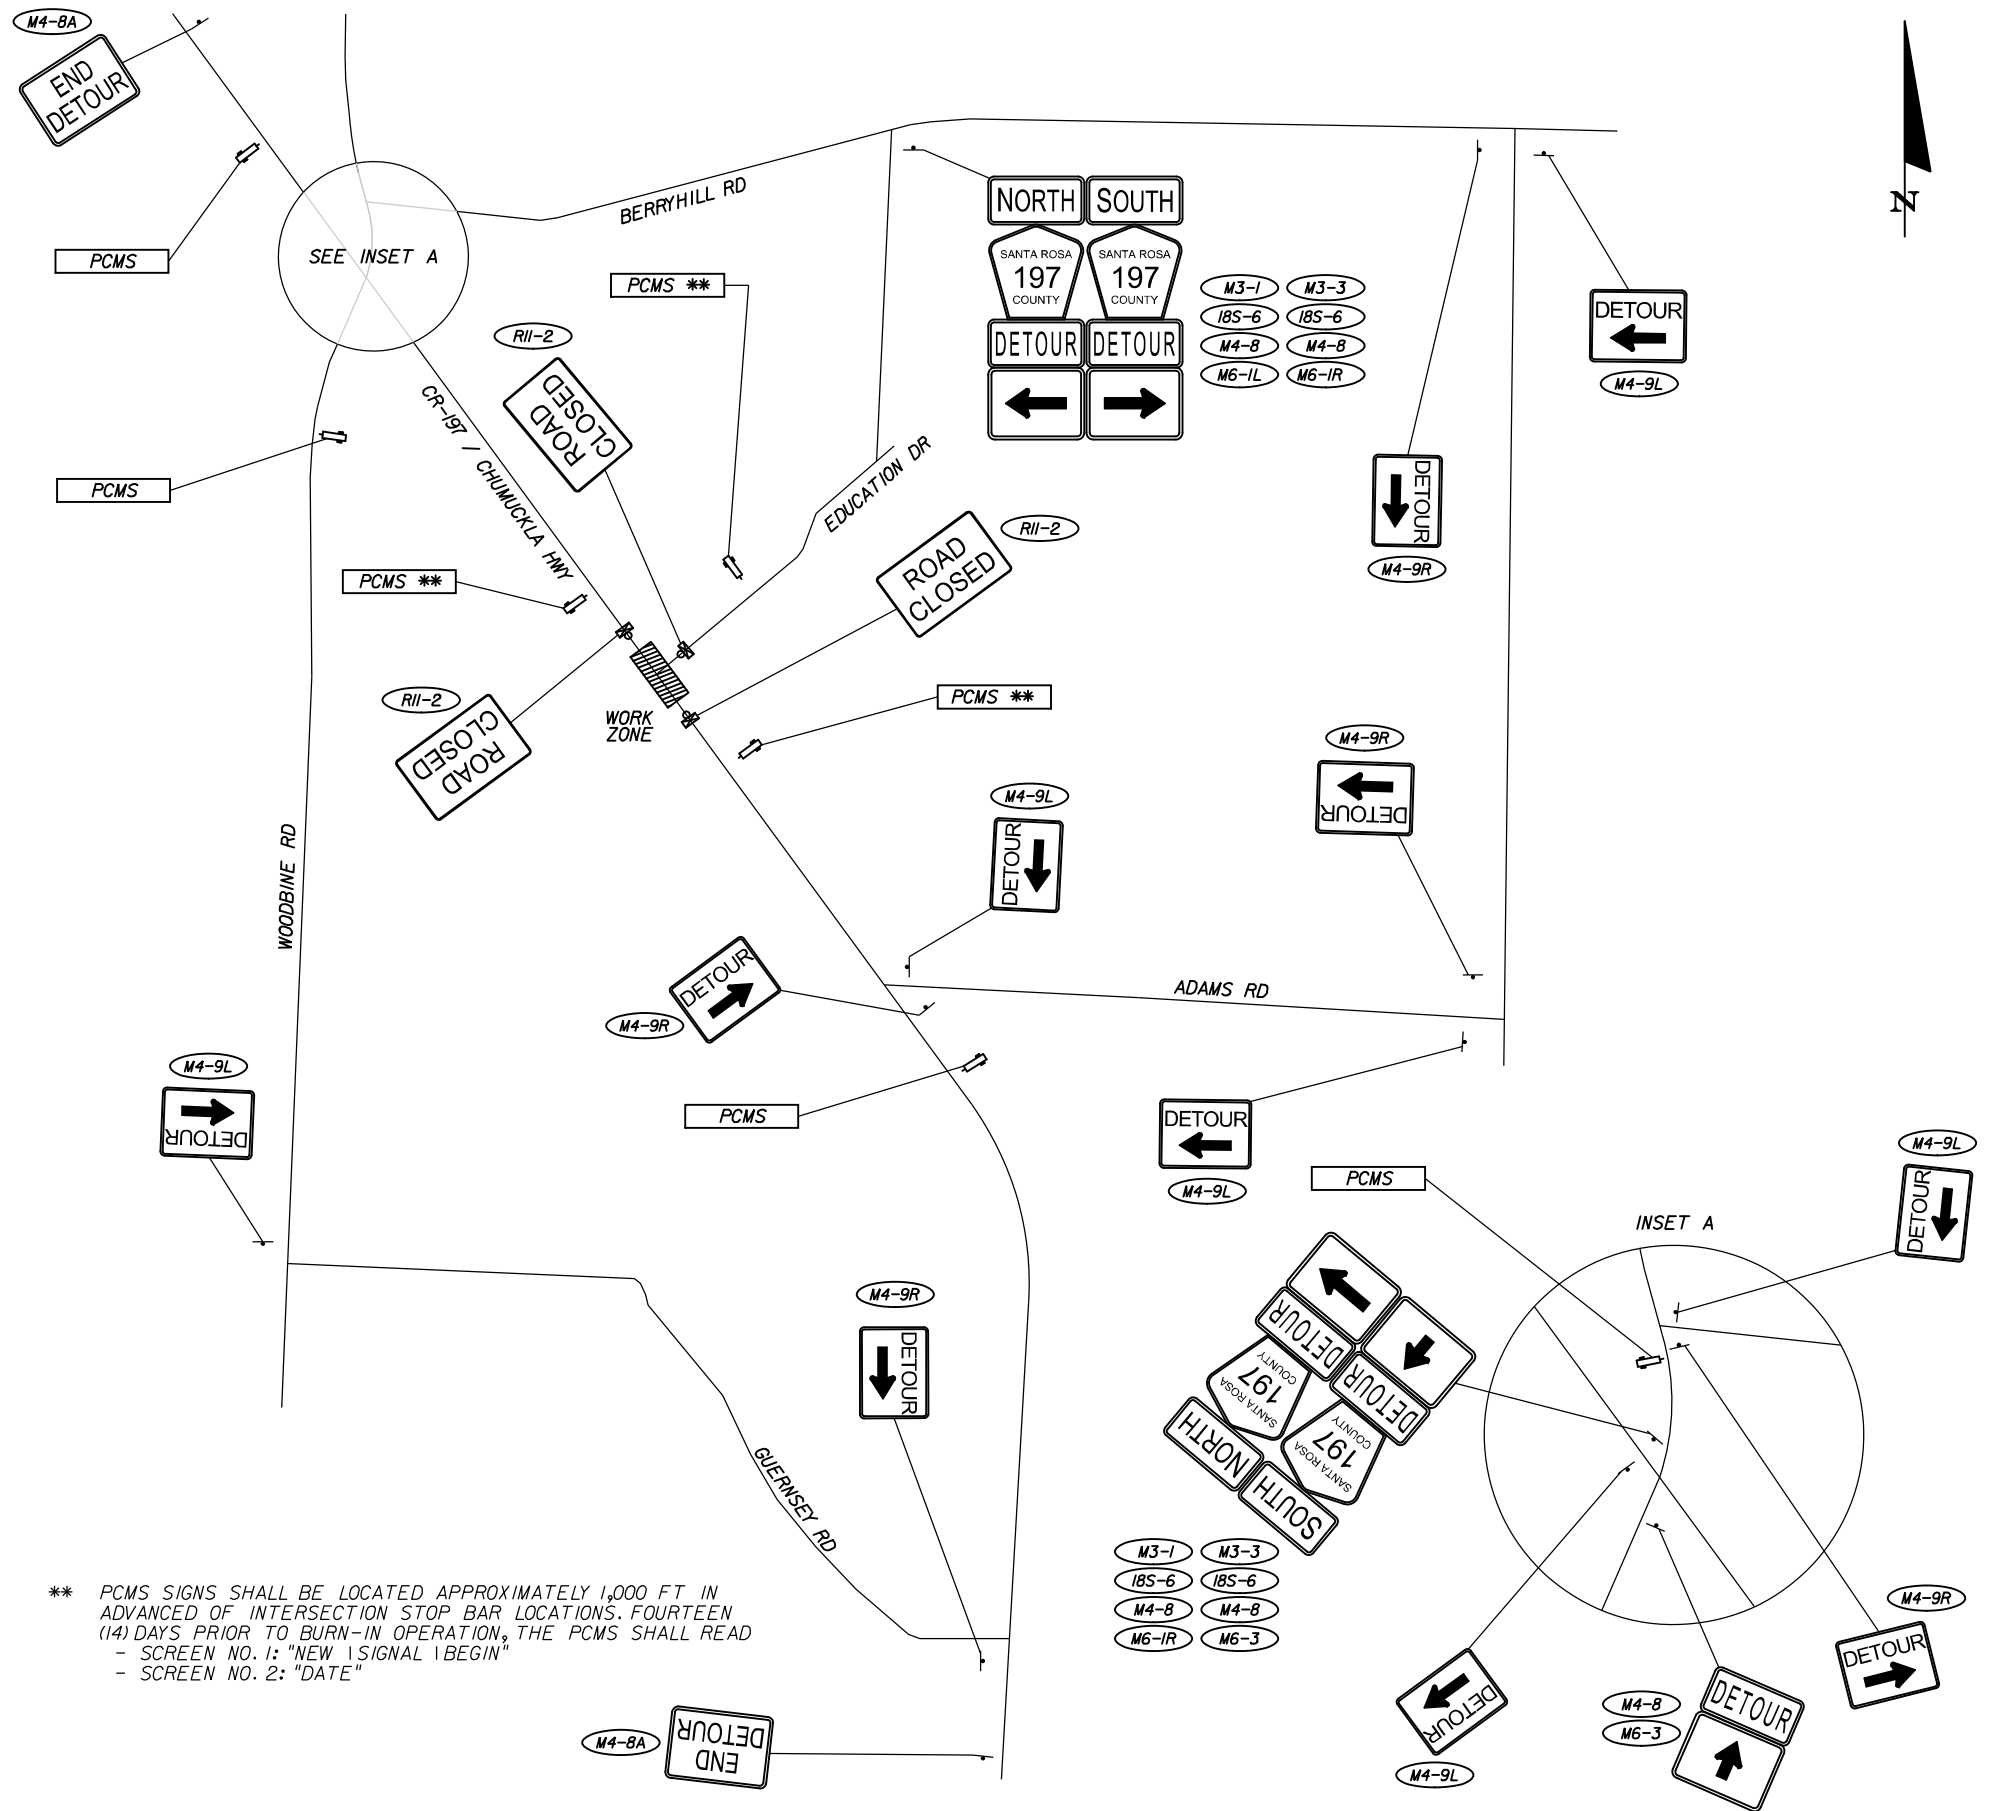 M4-8A
END
DETOUR
N
BERRYHILL RD
NORTH
SOUTH
SANTA ROSA
197
COUNTY
SANTA ROSA
197
COUNTY
DETOUR
DETOUR
M3-1
M3-3
18S-6
18S-6
M4-8
M4-8
M6-1L
M6-1R
PCMS
SEE INSET A
PCMS **
R11-2
ROAD
CLOSED
DETOUR
M4-9L
CR-197 / CHUMUCKLA HWY
EDUCATION DR
PCMS
DETOUR
M4-9R
R11-2
ROAD
CLOSED
PCMS **
R11-2
ROAD
CLOSED
WORK
ZONE
PCMS **
M4-9R
DETOUR
M4-9L
DETOUR
WOODBINE RD
DETOUR
M4-9R
ADAMS RD
M4-9L
DETOUR
PCMS
DETOUR
M4-9L
PCMS
M4-9L
DETOUR
INSET A
M4-9R
DETOUR
GUERNSEY RD
DETOUR
DETOUR
SANTA ROSA
197
COUNTY
SANTA ROSA
197
COUNTY
NORTH
SOUTH
M3-1
M3-3
18S-6
18S-6
M4-8
M4-8
M6-1R
M6-3
** PCMS SIGNS SHALL BE LOCATED APPROXIMATELY 1,000 FT IN
ADVANCED OF INTERSECTION STOP BAR LOCATIONS. FOURTEEN
(14) DAYS PRIOR TO BURN-IN OPERATION, THE PCMS SHALL READ
- SCREEN NO. 1: "NEW \SIGNAL \BEGIN"
- SCREEN NO. 2: "DATE"
M4-8A
END
DETOUR
DETOUR
M4-9L
M4-8
M6-3
DETOUR
M4-9R
DETOUR